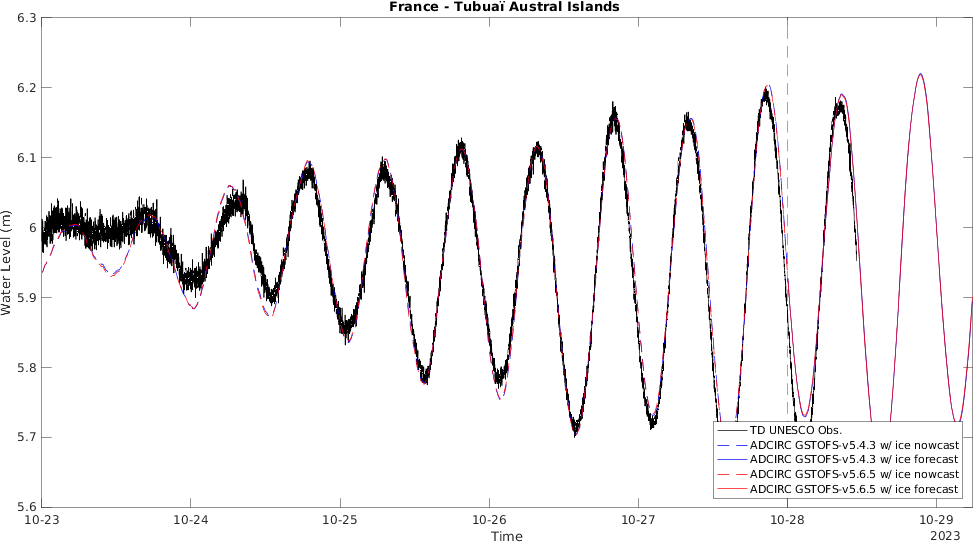 France - Tubuaï Austral Islands
6.3
6.2
6.1
6
5.9
5.8
5.7
5.6
Water Level (m)
10-23
10-24
10-25
10-26
10-27
10-28
10-29
Time
2023
TD UNESCO Obs.
ADCIRC GSTOFS-v5.4.3 w/ ice nowcast
ADCIRC GSTOFS-v5.4.3 w/ ice forecast
ADCIRC GSTOFS-v5.6.5 w/ ice nowcast
ADCIRC GSTOFS-v5.6.5 w/ ice forecast